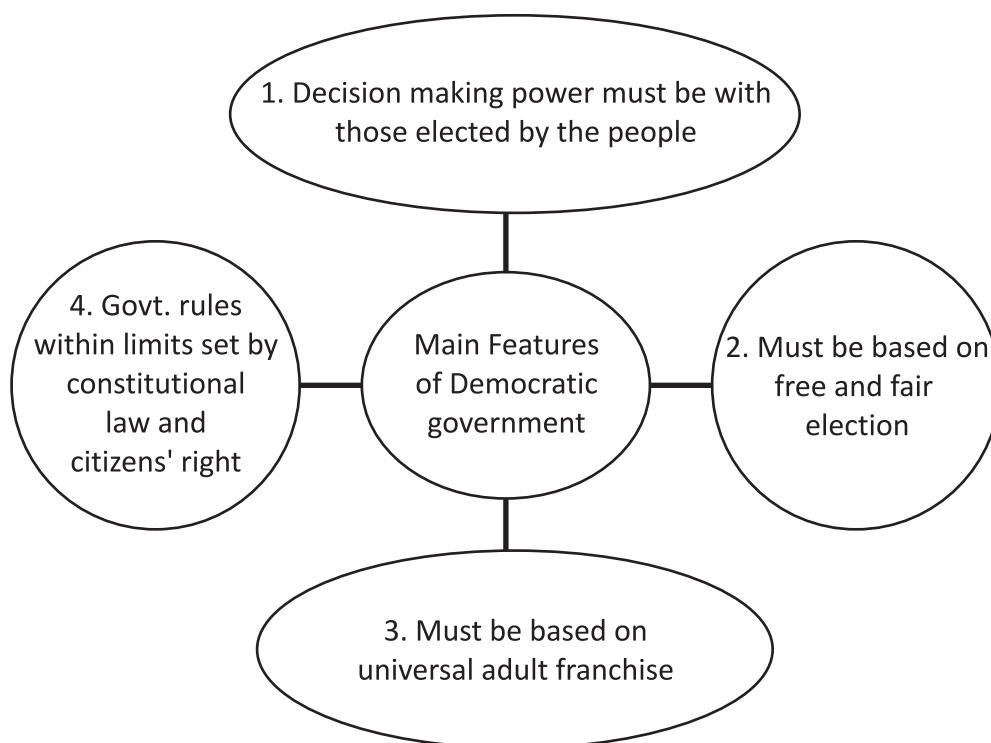 1. Decision making power must be with
those elected by the people
4. Govt. rules
within limits set by
constitutional
law and
citizens' right
Main Features
of Democratic
government
2. Must be based on
free and fair
election
3. Must be based on
universal adult franchise